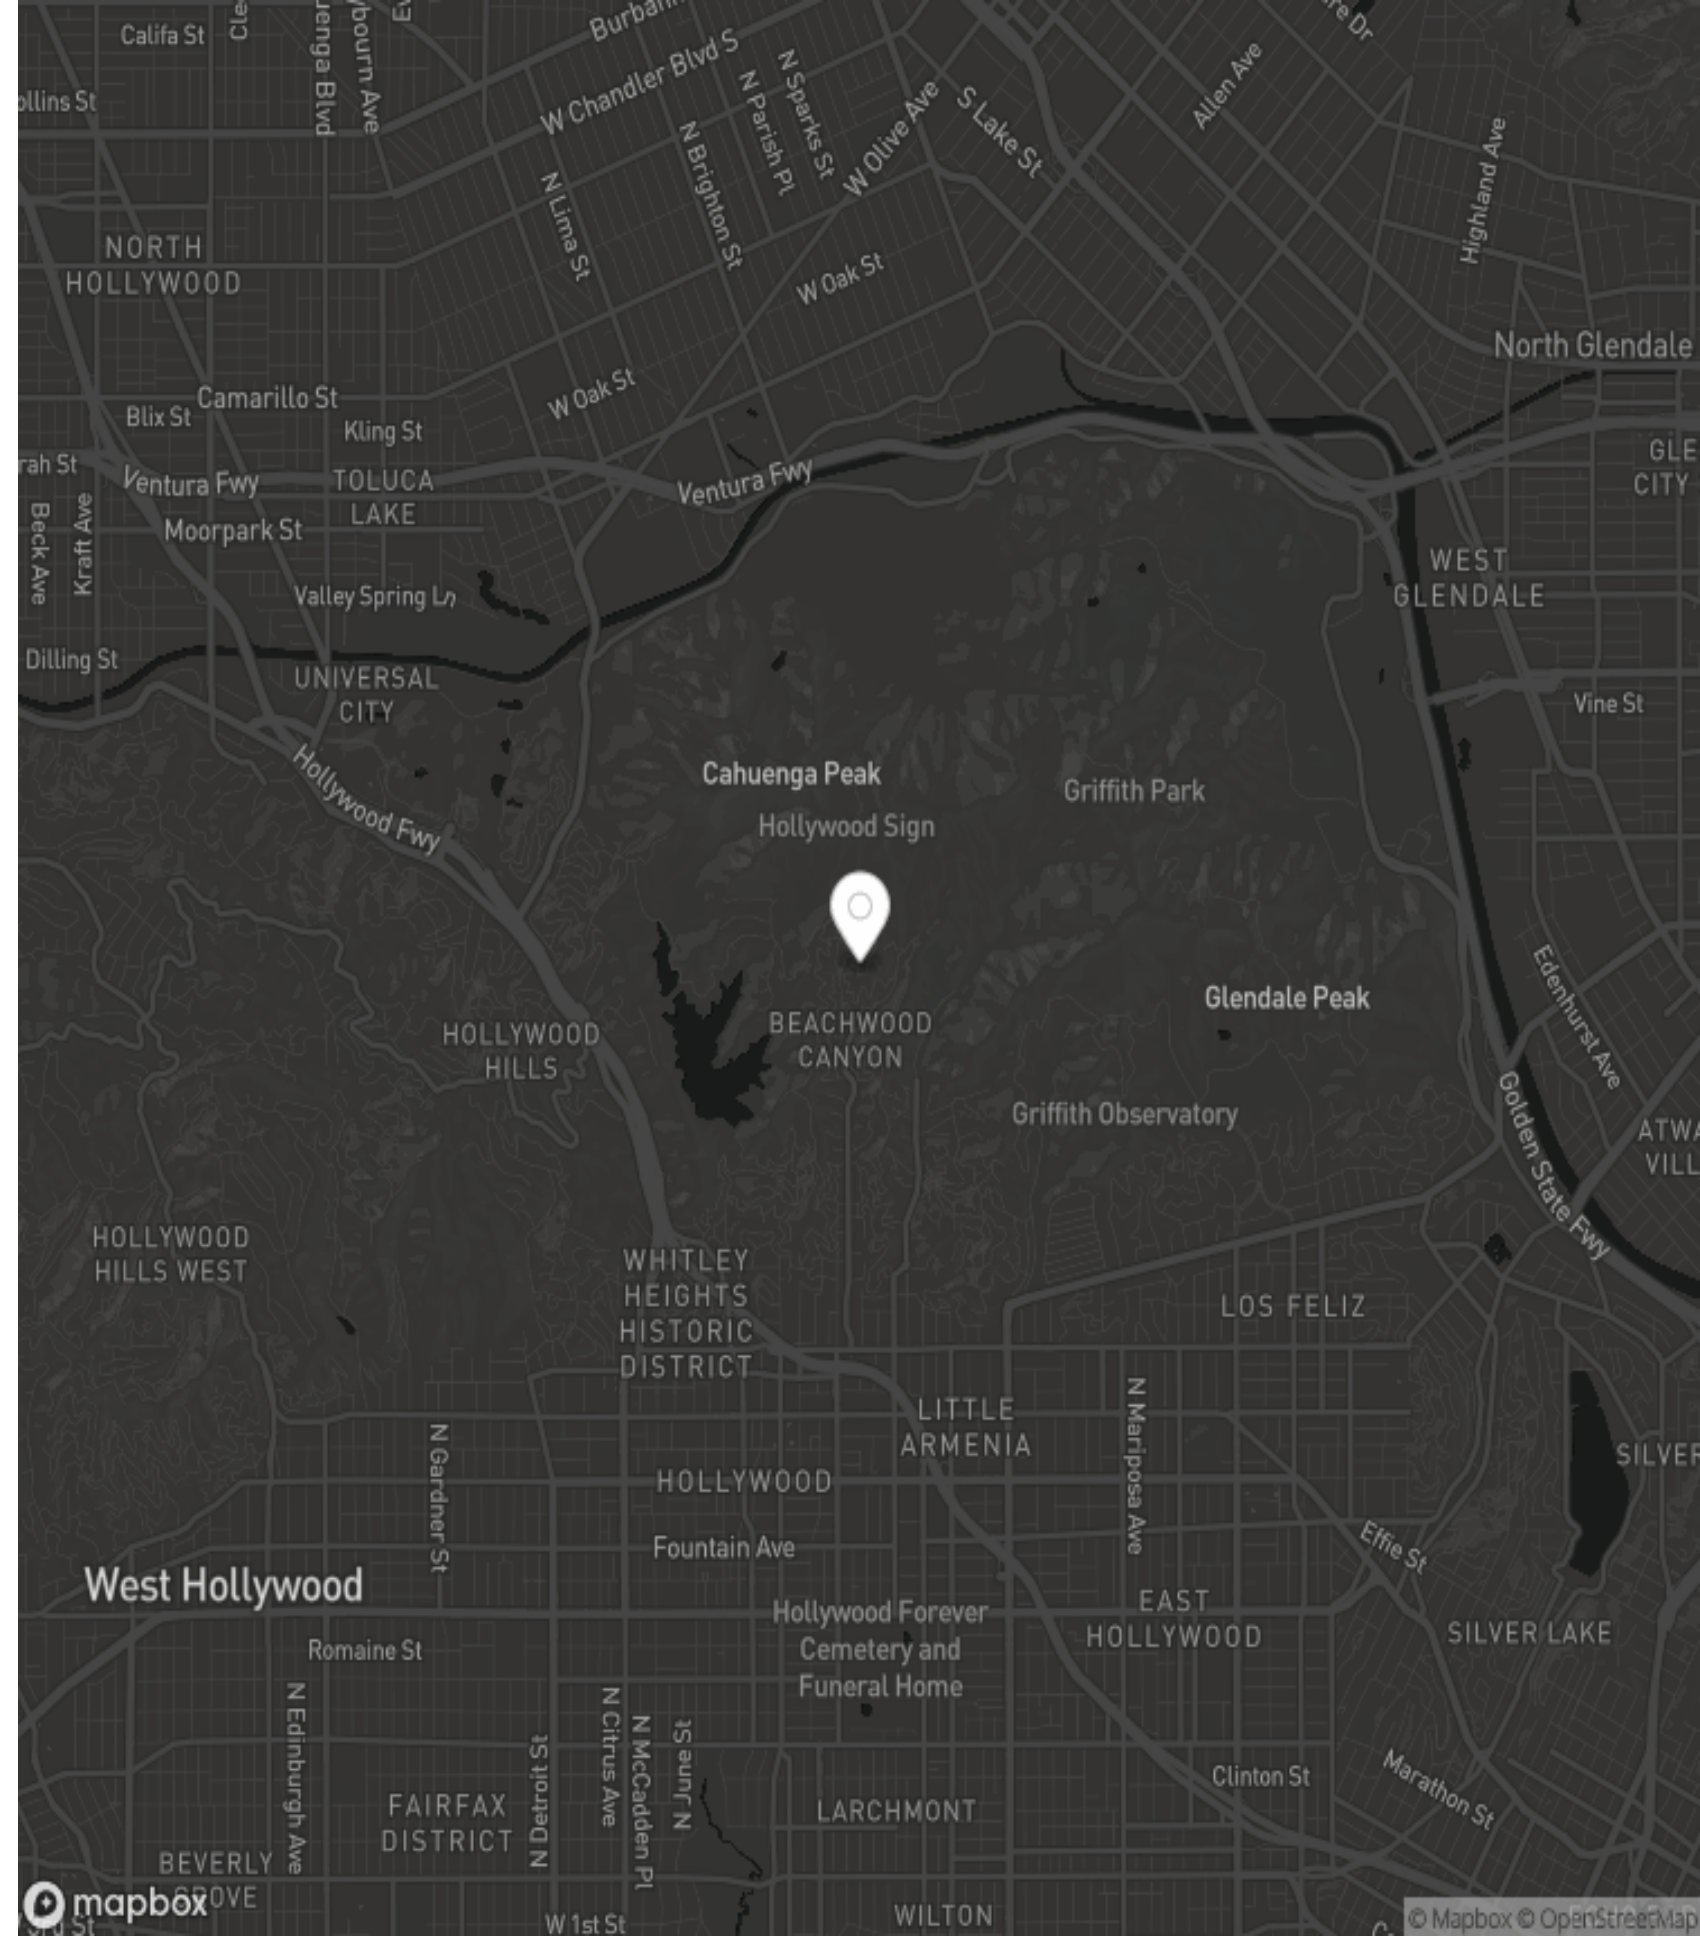 Califa St
Burban
W Chandler Blvd S
N Sparks St
N Parish Pl
W Olive Ave
S Lake St
Allen Ave
Highland Ave
N Brighton St
N Lima St
NORTH
HOLLYWOOD
W Oak St
North Glendale
Camarillo St
Blix St
W Oak St
Kling St
GLE
CITY
Ventura Fwy
TOLUCA
LAKE
Ventura Fwy
Beck Ave
Kraft Ave
Moorpark St
WEST
GLENDALE
Valley Spring Ln
Dilling St
UNIVERSAL
CITY
Vine St
Hollywood Fwy
Cahuenga Peak
Griffith Park
Hollywood Sign
Edenhurst Ave
Glendale Peak
HOLLYWOOD
HILLS
BEACHWOOD
CANYON
Griffith Observatory
Golden State Fwy
ATWA
VILL
HOLLYWOOD
HILLS WEST
WHITLEY
HEIGHTS
HISTORIC
DISTRICT
LOS FELIZ
LITTLE
ARMENIA
N Mariposa Ave
N Gardner St
SILVER
HOLLYWOOD
Fountain Ave
Effie St
West Hollywood
Hollywood Forever
Cemetery and
Funeral Home
EAST
HOLLYWOOD
SILVER LAKE
Romaine St
N Edinburgh Ave
N Detroit St
N Citrus Ave
N McCadden Pl
N June St
Clinton St
Marathon St
FAIRFAX
DISTRICT
LARCHMONT
BEVERLY
GROVE
mapbox
W 1st St
WILTON
© Mapbox © OpenStreetMap